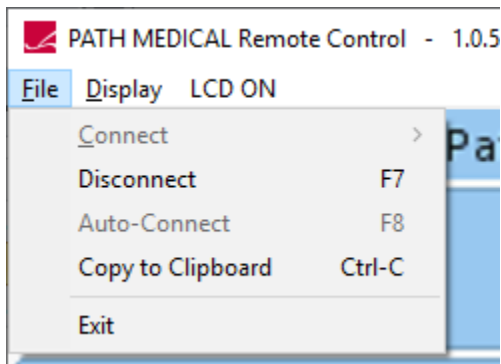 PATH MEDICAL Remote Control - 1.0.5
File Display LCD ON
Connect >
Pa
Disconnect F7
Auto-Connect F8
Copy to Clipboard Ctrl-C
Exit